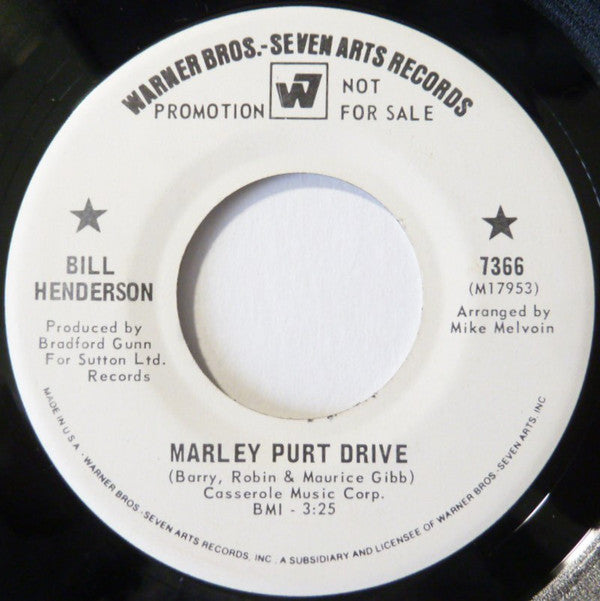 WARNER BROS.-SEVEN ARTS RECORDS
PROMOTION W7 NOT
FOR SALE
BILL
HENDERSON
Produced by
Bradford Gunn
For Sutton Ltd.
Records
7366
(M17953)
Arranged by
Mike Melvoin
MARLEY PURT DRIVE
(Barry, Robin & Maurice Gibb)
Casserole Music Corp.
BMI - 3:25
MADE IN U.S.A. · WARNER BROS.-SEVEN ARTS RECORDS, INC., A SUBSIDIARY AND LICENSEE OF WARNER BROS.-SEVEN ARTS, INC.